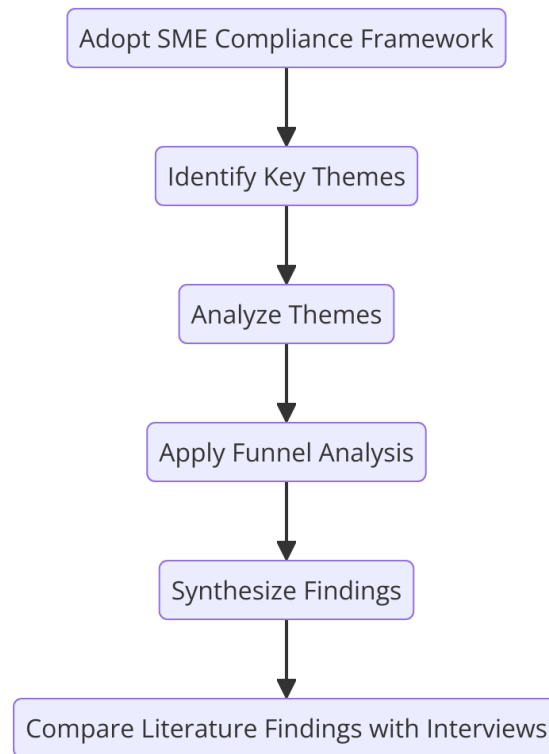 Adopt SME Compliance Framework
Identify Key Themes
Analyze Themes
Apply Funnel Analysis
Synthesize Findings
Compare Literature Findings with Interviews